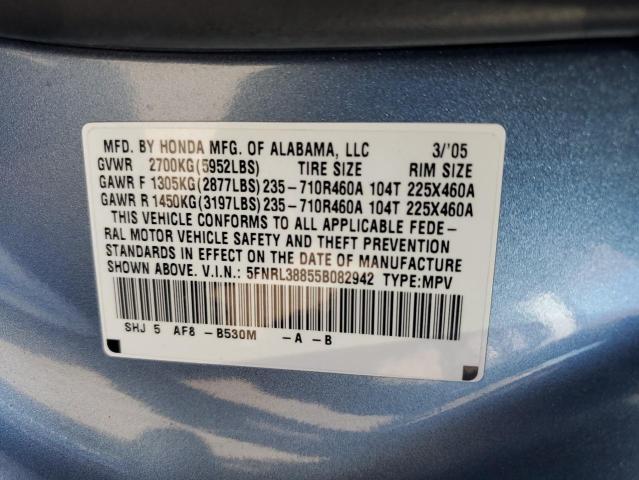 MFD. BY HONDA MFG. OF ALABAMA, LLC 3/'05
GVWR 2700KG(5952LBS) TIRE SIZE RIM SIZE
GAWR F 1305KG(2877LBS) 235-710R460A 104T 225X460A
GAWR R 1450KG(3197LBS) 235-710R460A 104T 225X460A
THIS VEHICLE CONFORMS TO ALL APPLICABLE FEDE-
RAL MOTOR VEHICLE SAFETY AND THEFT PREVENTION
STANDARDS IN EFFECT ON THE DATE OF MANUFACTURE
SHOWN ABOVE. V.I.N.: 5FNRL38855B082942 TYPE:MPV
SHJ 5 AF8 -B530M -A -B